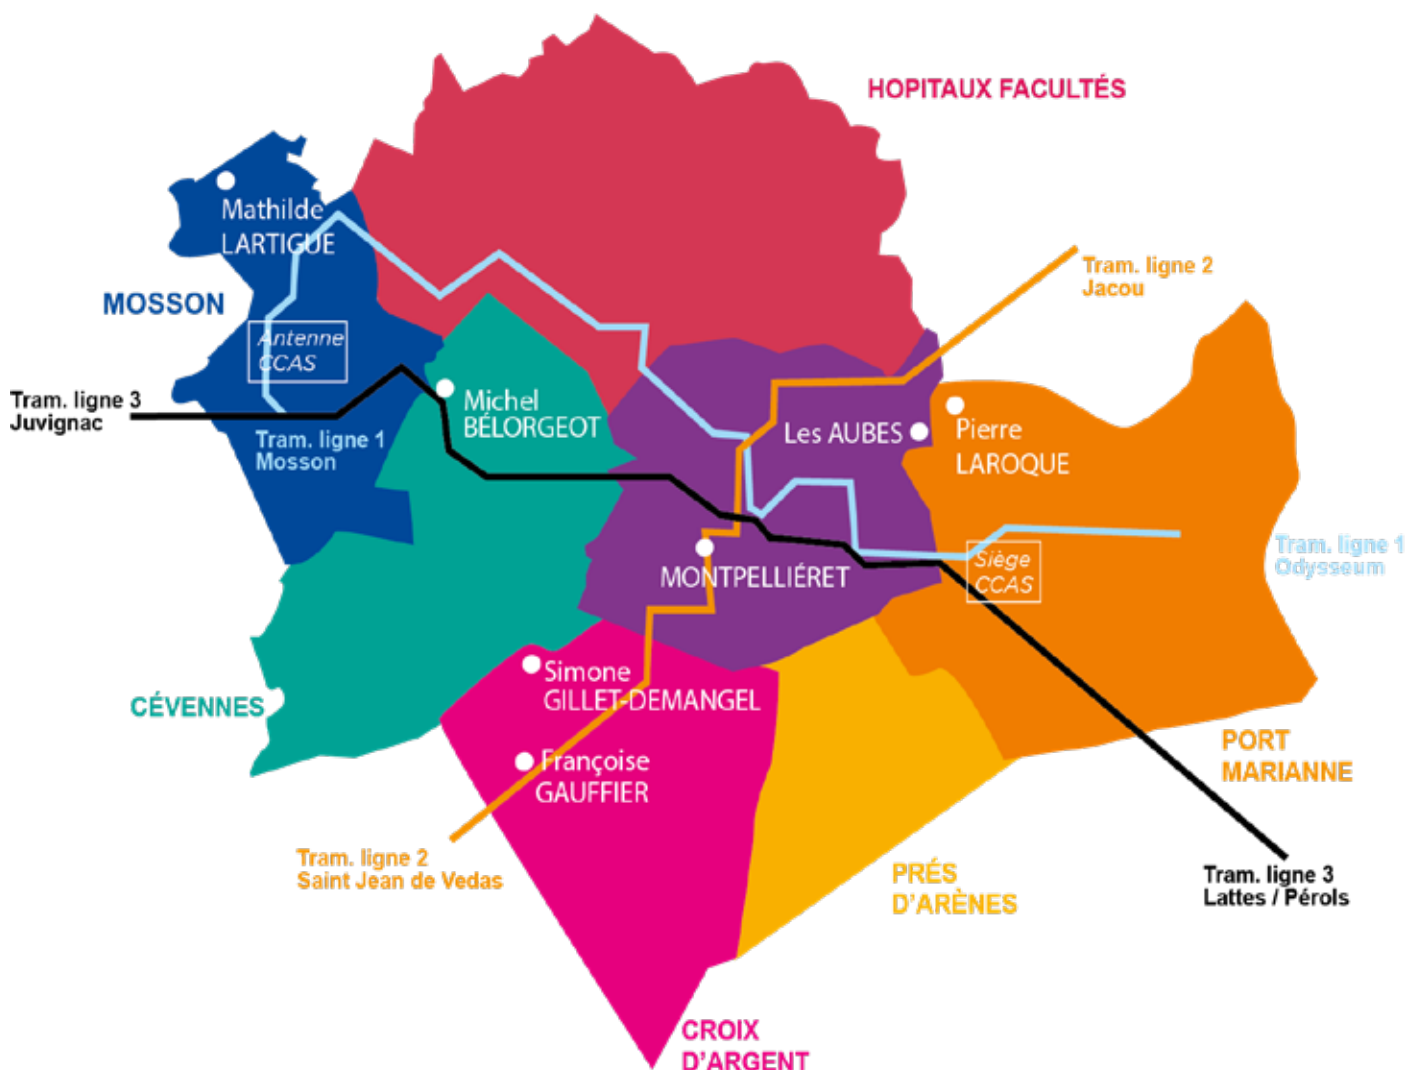 HOPITAUX FACULTÉS
Mathilde
LARTIGUE
MOSSON
Antenne
CCAS
Tram. ligne 3
Juvignac
Tram. ligne 1
Mosson
Michel
BÉLORGEOT
Tram. ligne 2
Jacou
Les AUBES
Pierre
LAROQUE
MONTPELLIÉRET
Siège
CCAS
Tram. ligne 1
Odysseum
Simone
GILLET-DEMANGEL
CÉVENNES
Françoise
GAUFFIER
PORT
MARIANNE
Tram. ligne 2
Saint Jean de Vedas
PRÉS
D'ARÈNES
Tram. ligne 3
Lattes / Pérols
CROIX
D'ARGENT